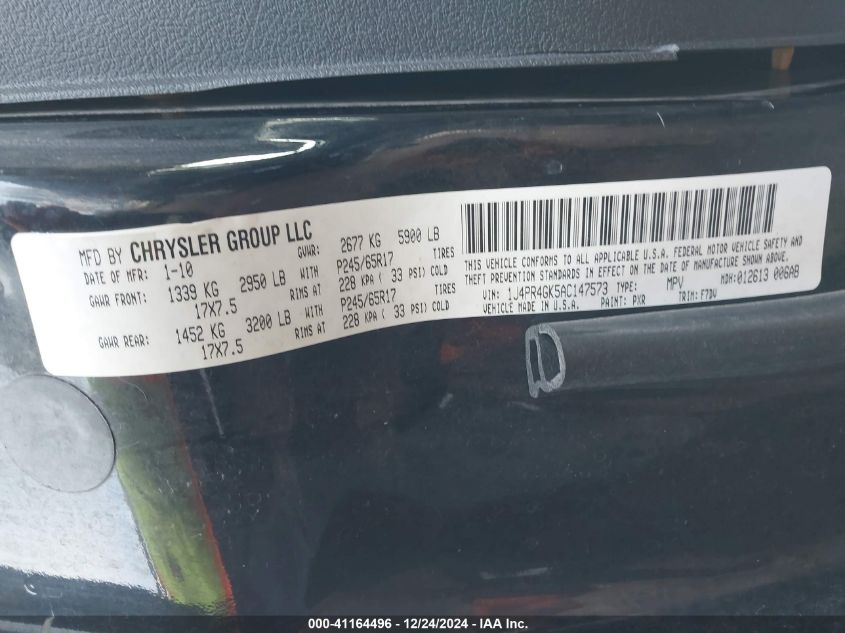 MFD BY CHRYSLER GROUP LLC
DATE OF MFR: 1-10 GVWR: 2677 KG 5900 LB
GAWR FRONT: 1339 KG 2950 LB WITH P245/65R17 TIRES
17X7.5 RIMS AT 228 KPA ( 33 PSI) COLD
GAWR REAR: 1452 KG 3200 LB WITH P245/65R17 TIRES
17X7.5 RIMS AT 228 KPA ( 33 PSI) COLD
THIS VEHICLE CONFORMS TO ALL APPLICABLE U.S.A. FEDERAL MOTOR VEHICLE SAFETY AND
THEFT PREVENTION STANDARDS IN EFFECT ON THE DATE OF MANUFACTURE SHOWN ABOVE.
VIN: 1J4PR4GK5AC147573 TYPE: MPV MDH:012613 006AB
VEHICLE MADE IN U.S.A. PAINT: PXR TRIM: F7DV
D
000-41164496 - 12/24/2024 - IAA Inc.